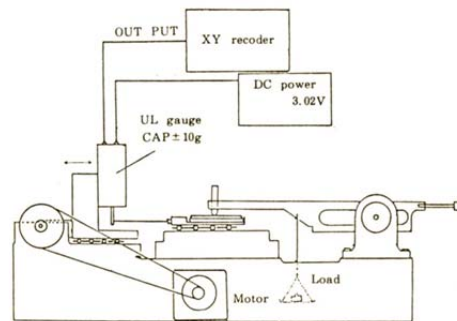 OUT PUT
XY recoder
DC power
3.02V
UL gauge
CAP ± 10g
Load
Motor